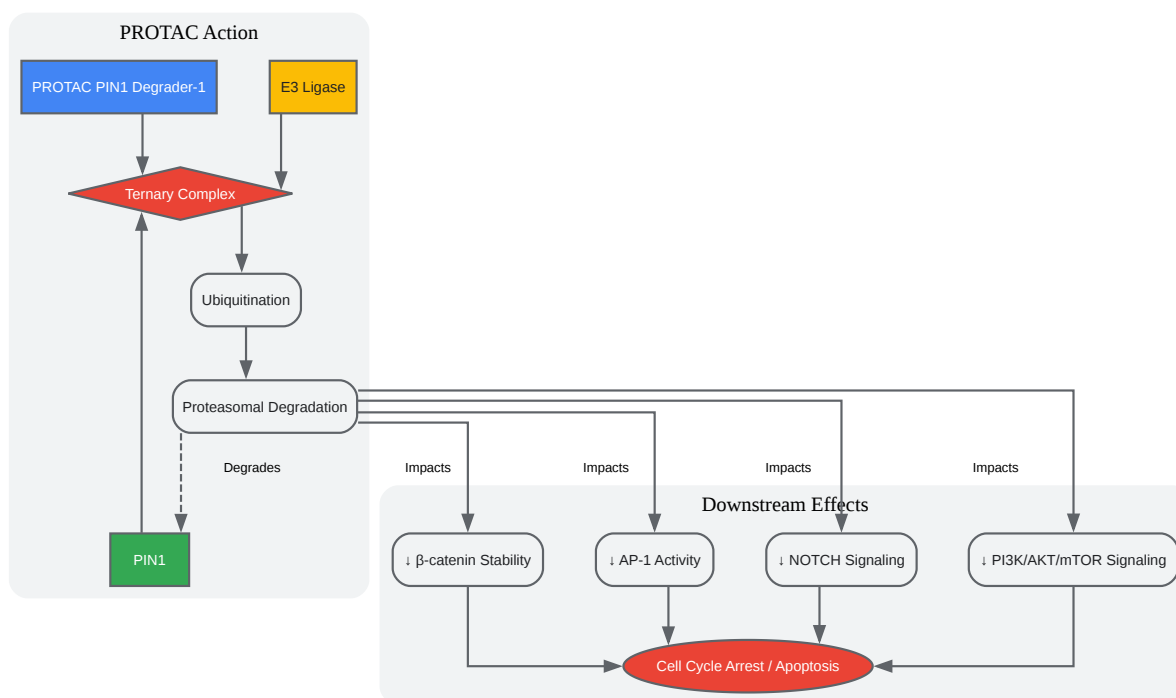 PROTAC Action
PROTAC PIN1 Degrader-1
E3 Ligase
Ternary Complex
Ubiquitination
Proteasomal Degradation
Degrades
Impacts
Impacts
Impacts
Impacts
Downstream Effects
PIN1
↓ β-catenin Stability
↓ AP-1 Activity
↓ NOTCH Signaling
↓ PI3K/AKT/mTOR Signaling
Cell Cycle Arrest / Apoptosis